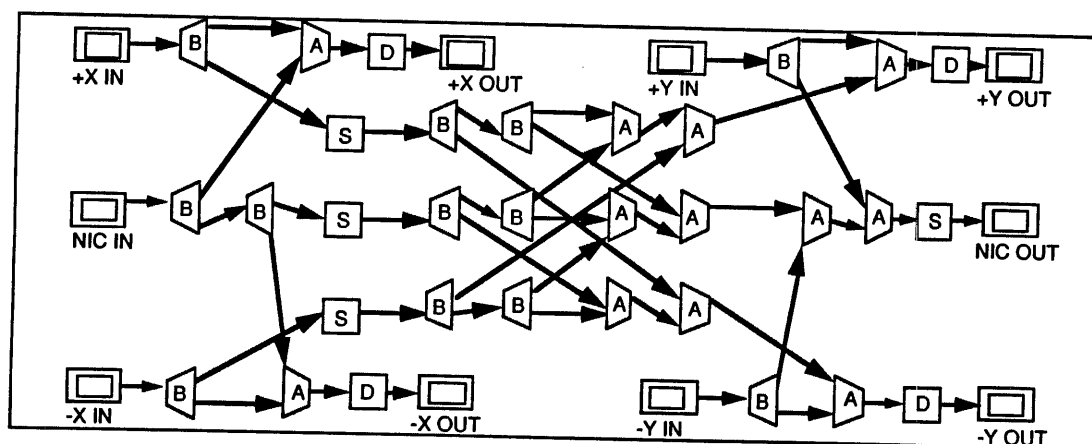 B A D B A D
+X IN +X OUT +Y IN +Y OUT
S B B A A
B B S B B A A A A S
NIC IN NIC OUT
S B B A A
B A D B A D
-X IN -X OUT -Y IN -Y OUT